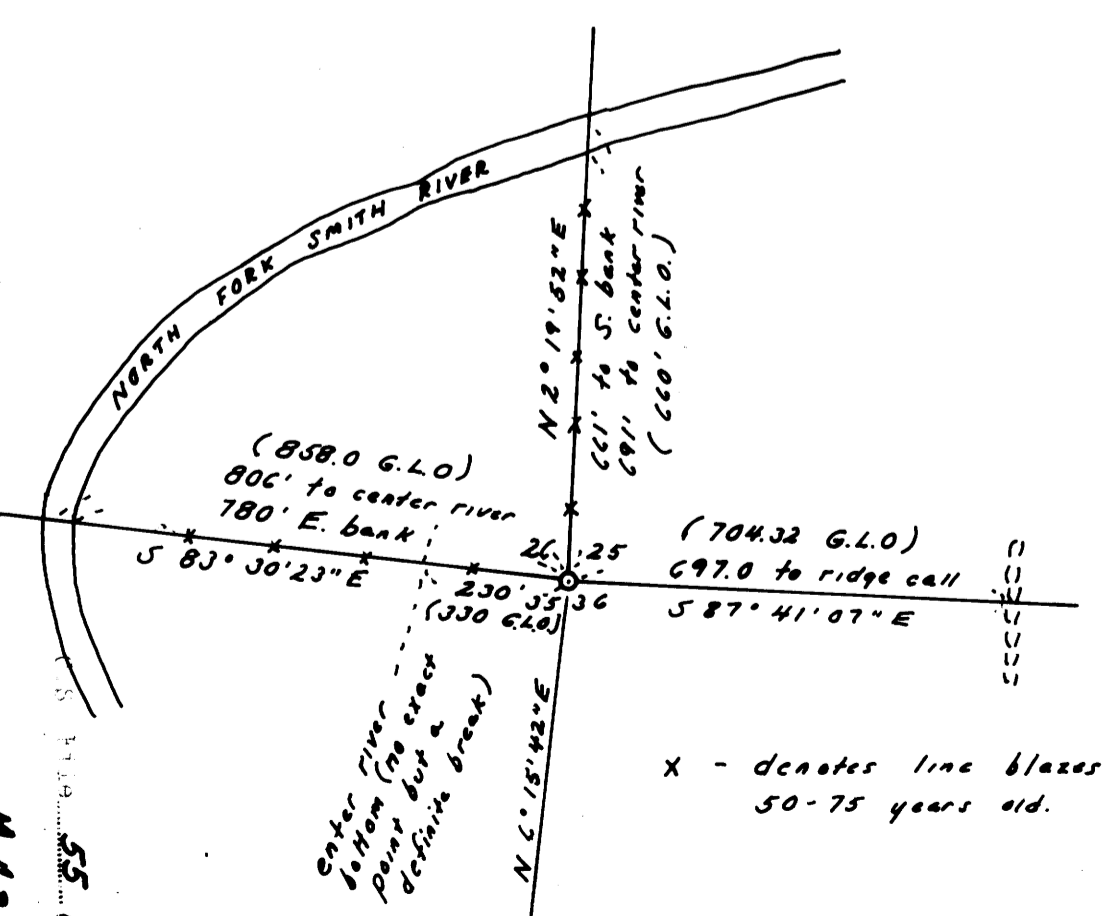 NORTH FORK SMITH RIVER
N 2° 19' 52" E
661' to S. bank
691' to center river
(660' G.L.O.)
(858.0 G.L.O)
806' to center river
780' E. bank
S 83° 30' 23" E
26 25
35 36
230'
(330 G.L.O)
(704.32 G.L.O)
697.0 to ridge call
S 87° 41' 07" E
enter river
bottom (no exact
point but a
definite break)
N 6° 15' 42" E
x - denotes line blazes
50-75 years old.
55